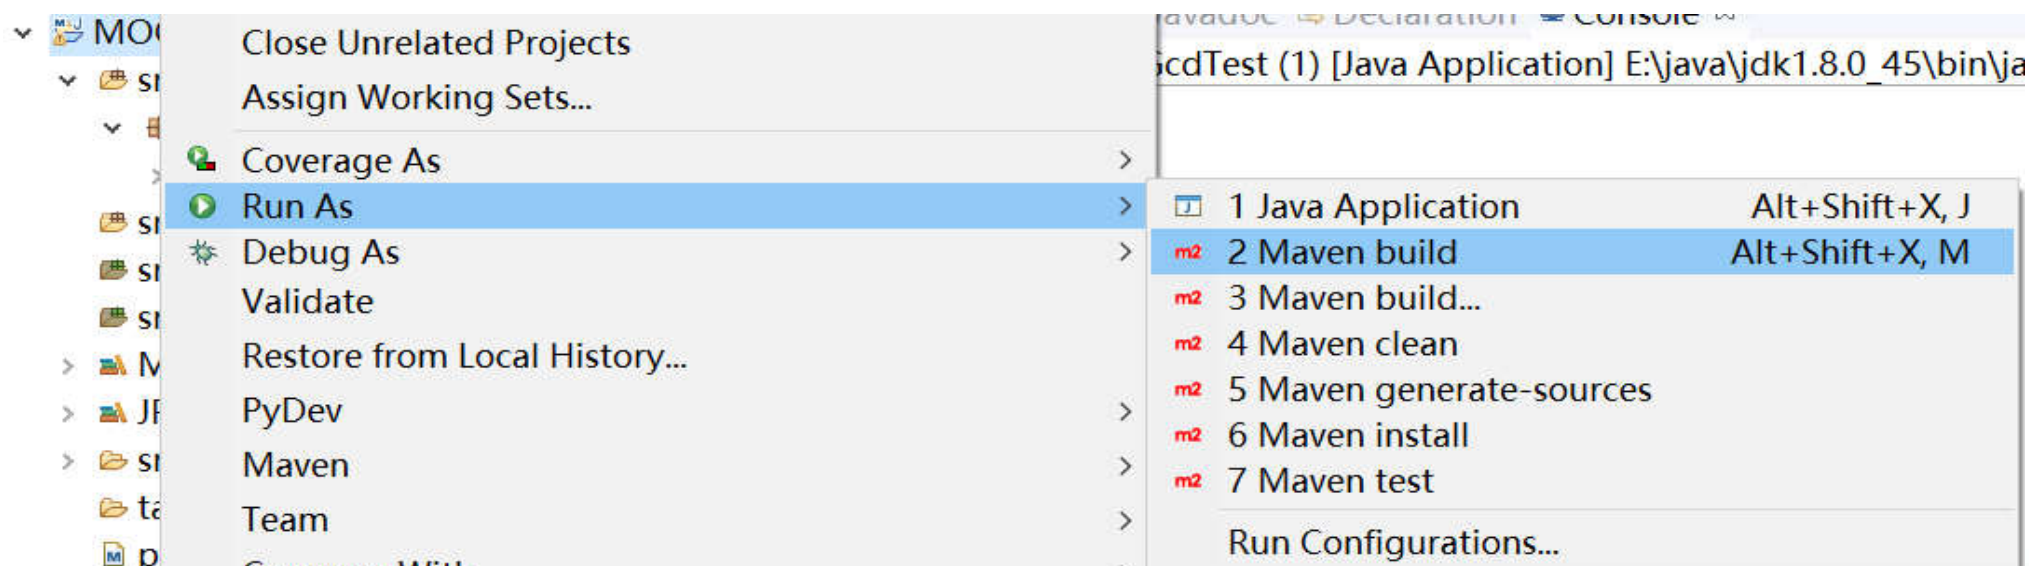 MOO
Close Unrelated Projects
Assign Working Sets...
Coverage As
Run As
Debug As
Validate
Restore from Local History...
PyDev
Maven
Team
Declaration
Console
cdTest (1) [Java Application] E:\java\jdk1.8.0_45\bin\ja
1 Java Application Alt+Shift+X, J
2 Maven build Alt+Shift+X, M
3 Maven build...
4 Maven clean
5 Maven generate-sources
6 Maven install
7 Maven test
Run Configurations...